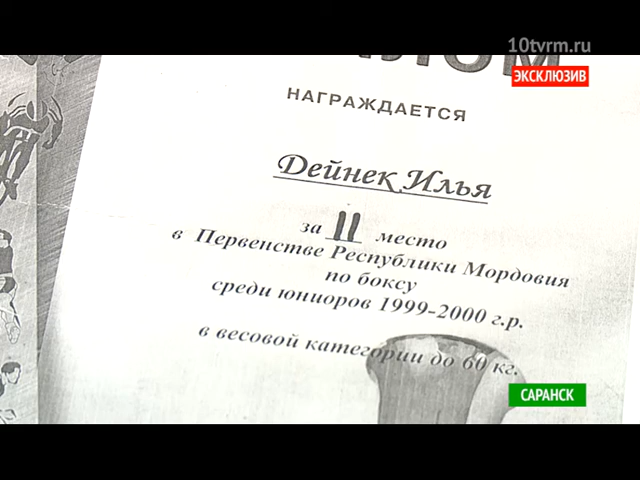 10tvrm.ru
ЭКСКЛЮЗИВ
НАГРАЖДАЕТСЯ
Дейнек Илья
за II место
в Первенстве Республики Мордовия
по боксу
среди юниоров 1999-2000 г.р.
в весовой категории до 60 кг.
САРАНСК